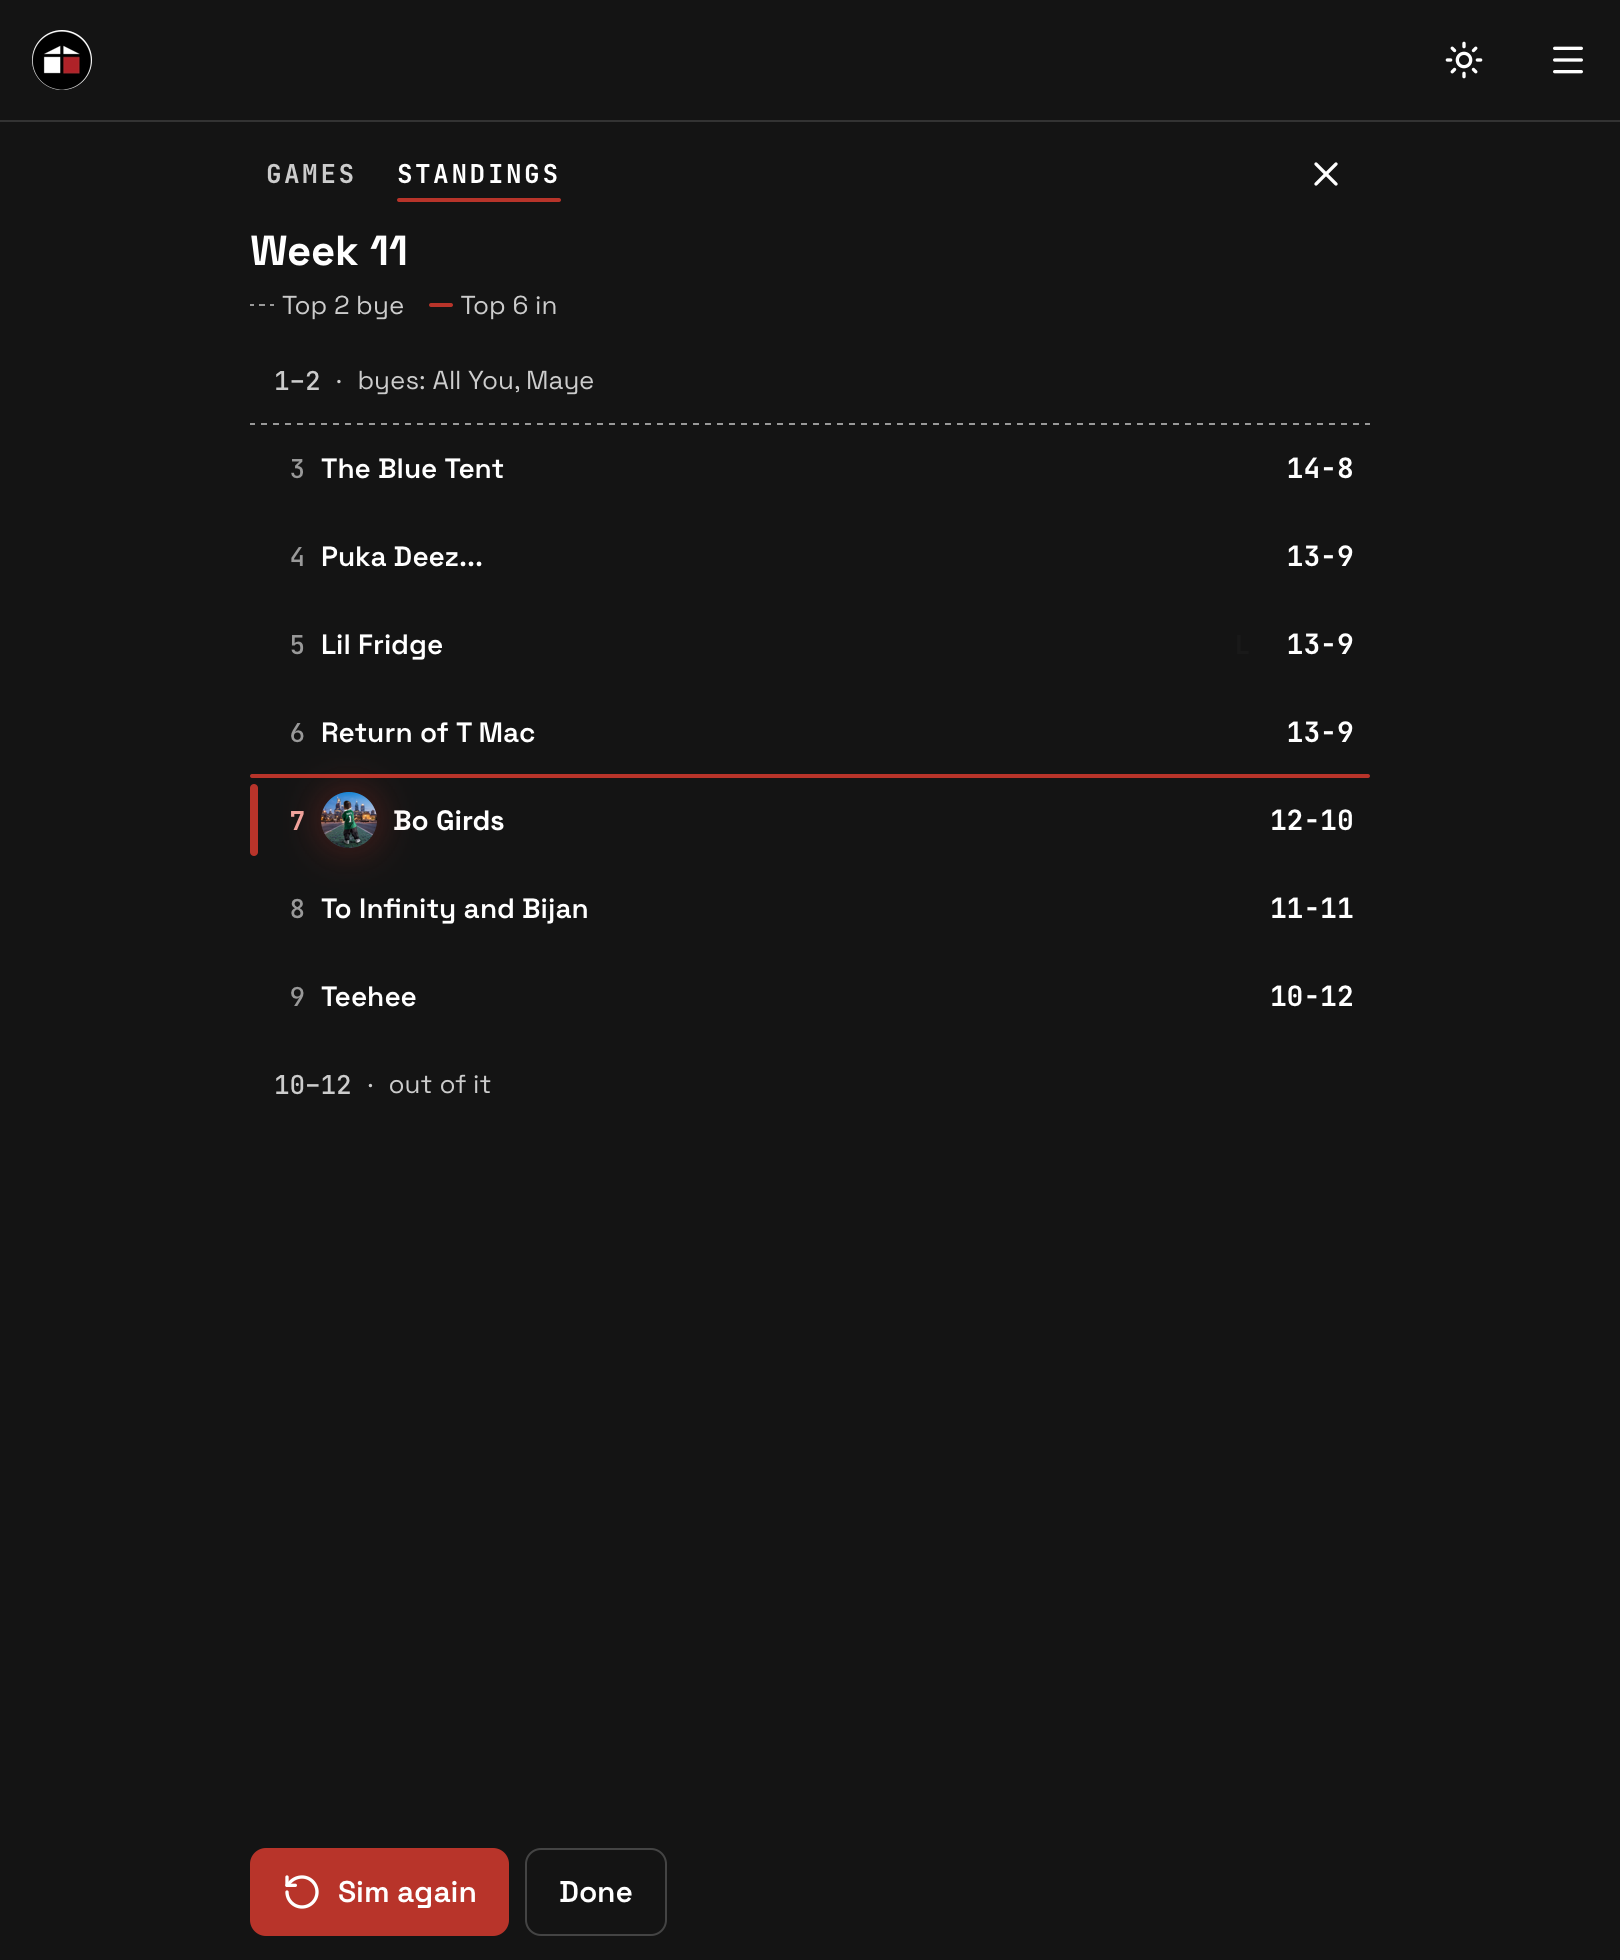 GAMES STANDINGS
Week 11
Top 2 bye Top 6 in
1–2 · byes: All You, Maye
3 The Blue Tent 14-8
4 Puka Deez... 13-9
5 Lil Fridge L 13-9
6 Return of T Mac 13-9
7 Bo Girds 12-10
8 To Infinity and Bijan 11-11
9 Teehee 10-12
10–12 · out of it
Sim again Done